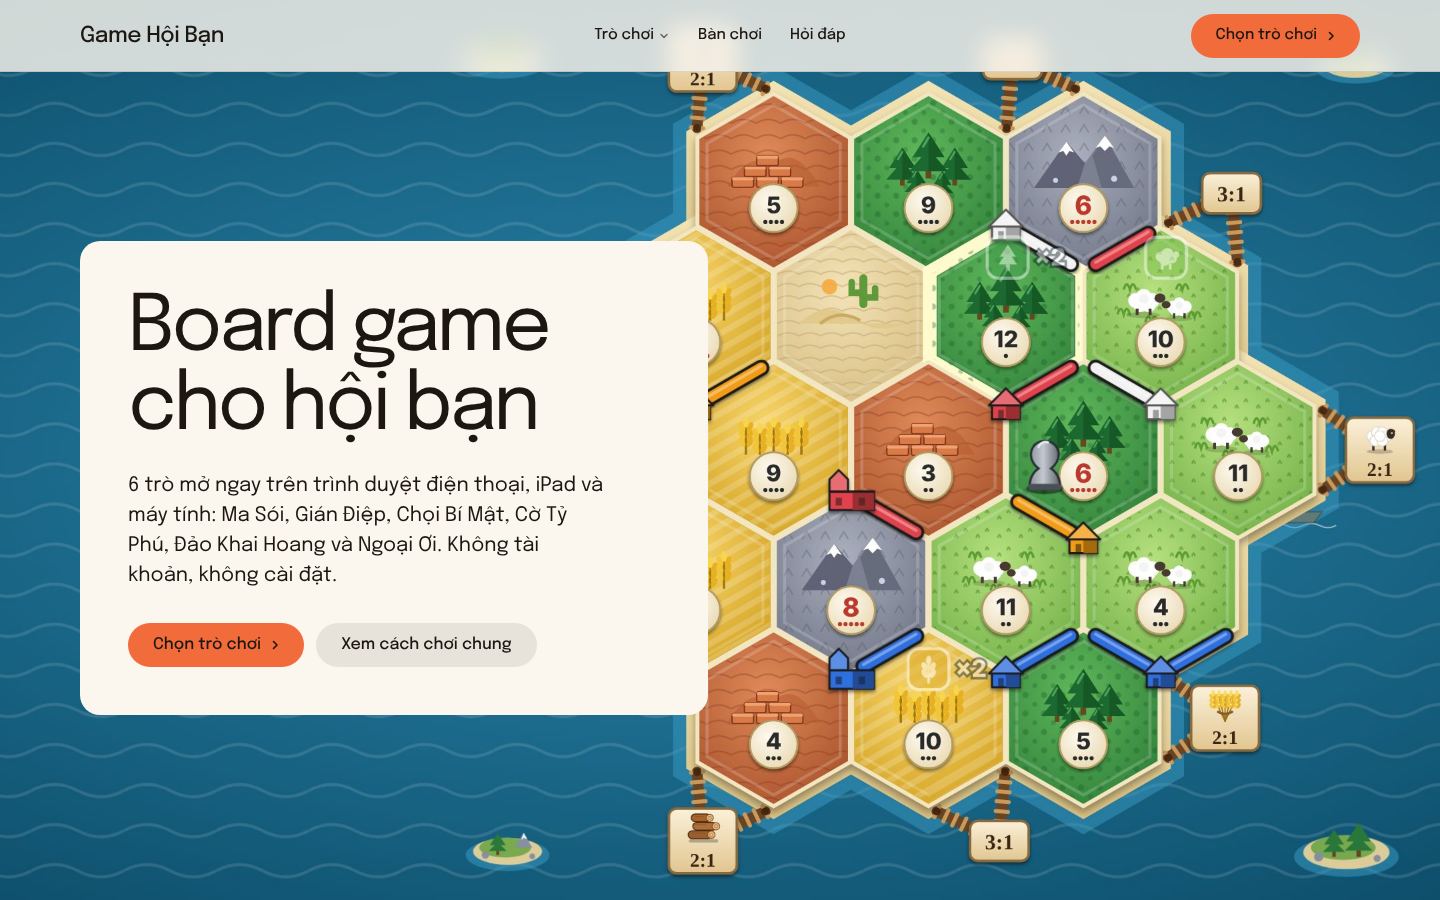 Game Hội Bạn
Trò chơi
Bàn chơi
Hỏi đáp
Chọn trò chơi
2:1
5
9
6
3:1
Board game
cho hội bạn
×2
12
10
6 trò mở ngay trên trình duyệt điện thoại, iPad và
máy tính: Ma Sói, Gián Điệp, Chọi Bí Mật, Cờ Tỷ
Phú, Đảo Khai Hoang và Ngoại Ơi. Không tài
khoản, không cài đặt.
Chọn trò chơi
Xem cách chơi chung
9
3
6
11
2:1
8
11
4
×2
4
10
5
2:1
2:1
3:1